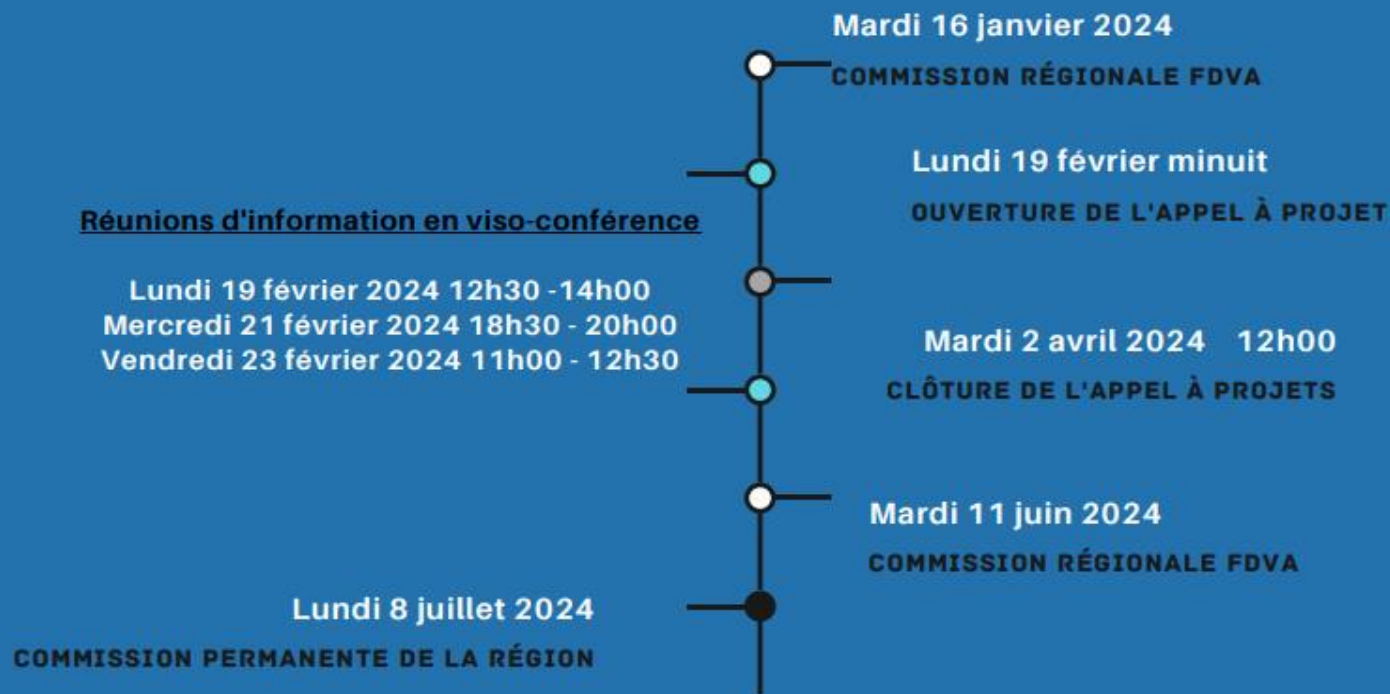 Mardi 16 janvier 2024
COMMISSION RÉGIONALE FDVA
Lundi 19 février minuit
OUVERTURE DE L'APPEL À PROJET
Réunions d'information en viso-conférence
Lundi 19 février 2024 12h30 -14h00
Mercredi 21 février 2024 18h30 - 20h00
Vendredi 23 février 2024 11h00 - 12h30
Mardi 2 avril 2024 12h00
CLÔTURE DE L'APPEL À PROJETS
Mardi 11 juin 2024
COMMISSION RÉGIONALE FDVA
Lundi 8 juillet 2024
COMMISSION PERMANENTE DE LA RÉGION